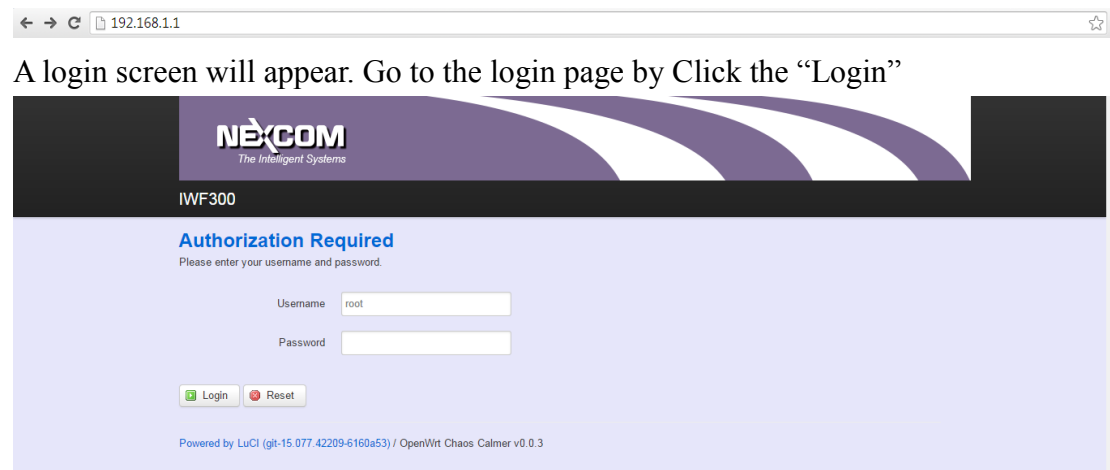 192.168.1.1
A login screen will appear. Go to the login page by Click the “Login”
NEXCOM
The Intelligent Systems
IWF300
Authorization Required
Please enter your username and password.
Username root
Password
Login Reset
Powered by LuCI (git-15.077.42209-6160a53) / OpenWrt Chaos Calmer v0.0.3